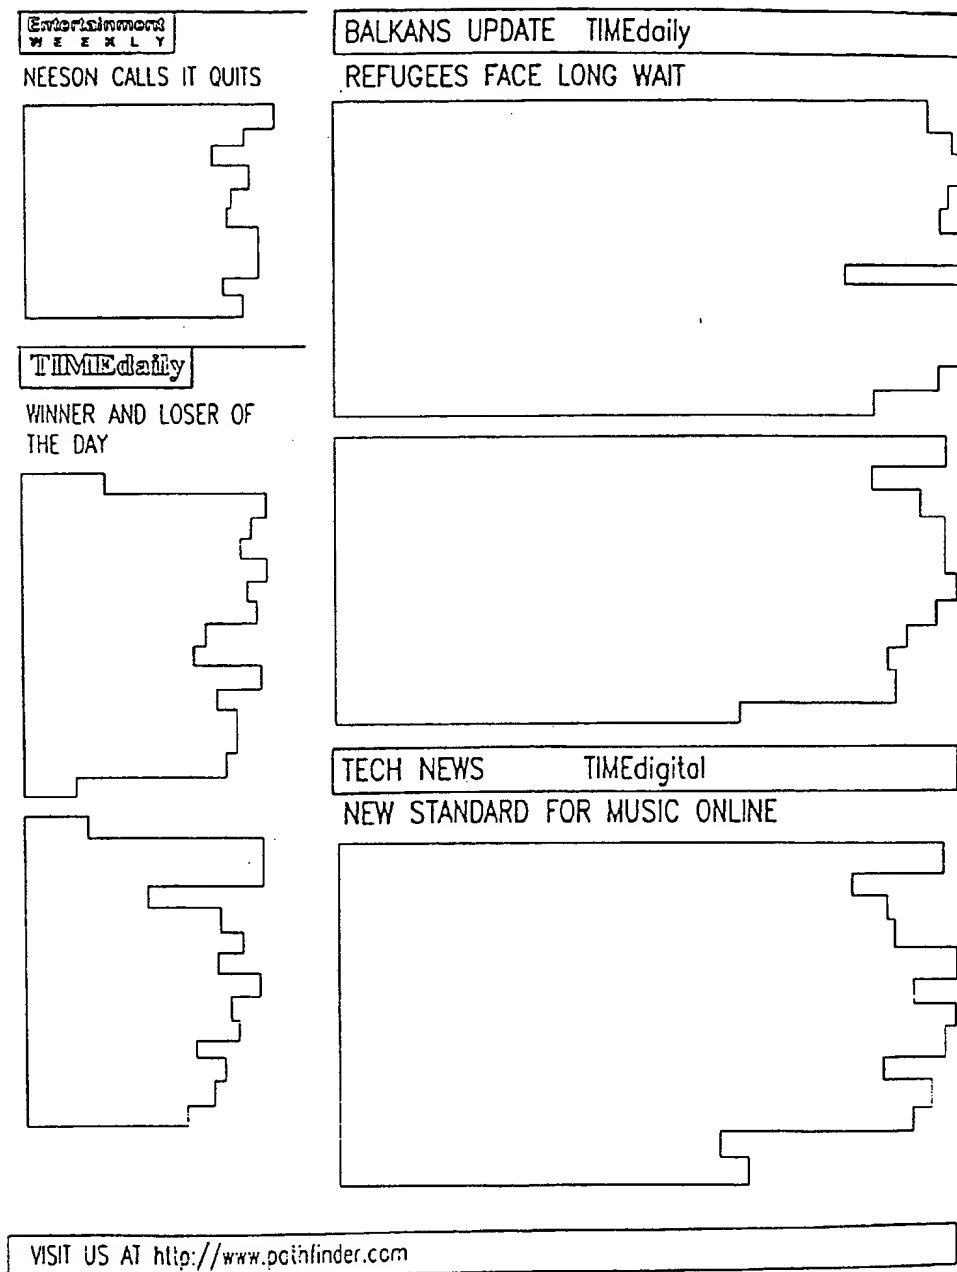 Entertainment
WEEKLY
NEESON CALLS IT QUITS
TIMEdaily
WINNER AND LOSER OF
THE DAY
BALKANS UPDATE TIMEdaily
REFUGEES FACE LONG WAIT
TECH NEWS TIMEdigital
NEW STANDARD FOR MUSIC ONLINE
VISIT US AT http://www.pathfinder.com